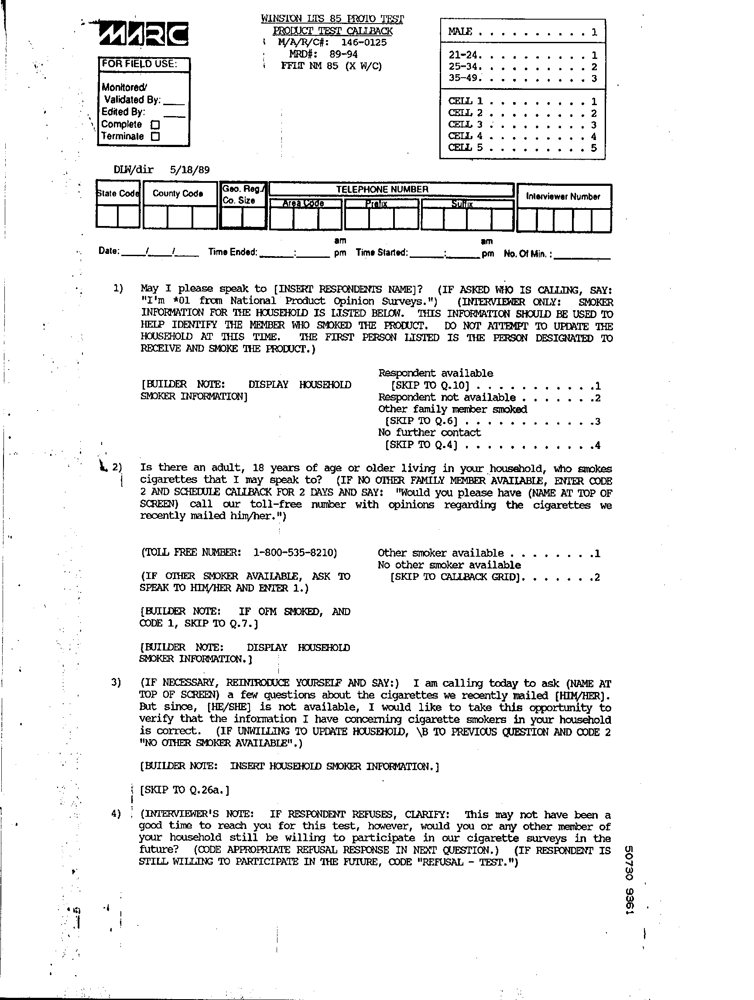 WINSTON LTS 85 PROTO TEST
PRODUCT TEST CALLBACK
M/A/R/C#: 146-0125
MRD#: 89-94
FFLT NM 85 (X W/C)
MARC
FOR FIELD USE:
Monitored/
Validated By: ____
Edited By: ____
Complete □
Terminate □
MALE . . . . . . . . . . 1
21-24. . . . . . . . . . 1
25-34. . . . . . . . . . 2
35-49. . . . . . . . . . 3
CELL 1 . . . . . . . . . 1
CELL 2 . . . . . . . . . 2
CELL 3 . . . . . . . . . 3
CELL 4 . . . . . . . . . 4
CELL 5 . . . . . . . . . 5
DLW/dir 5/18/89
State Code County Code Geo. Reg./ Co. Size TELEPHONE NUMBER Interviewer Number
Area Code Prefix Suffix
am am
Date: ____/____/____ Time Ended: ______:______ pm Time Started: ______:______ pm No. Of Min. : __________
1) May I please speak to [INSERT RESPONDENTS NAME]? (IF ASKED WHO IS CALLING, SAY:
"I'm *01 from National Product Opinion Surveys.") (INTERVIEWER ONLY: SMOKER
INFORMATION FOR THE HOUSEHOLD IS LISTED BELOW. THIS INFORMATION SHOULD BE USED TO
HELP IDENTIFY THE MEMBER WHO SMOKED THE PRODUCT. DO NOT ATTEMPT TO UPDATE THE
HOUSEHOLD AT THIS TIME. THE FIRST PERSON LISTED IS THE PERSON DESIGNATED TO
RECEIVE AND SMOKE THE PRODUCT.)
[BUILDER NOTE: DISPLAY HOUSEHOLD
SMOKER INFORMATION]
Respondent available
[SKIP TO Q.10] . . . . . . . . . . .1
Respondent not available . . . . . . .2
Other family member smoked
[SKIP TO Q.6] . . . . . . . . . . . .3
No further contact
[SKIP TO Q.4] . . . . . . . . . . . .4
2) Is there an adult, 18 years of age or older living in your household, who smokes
cigarettes that I may speak to? (IF NO OTHER FAMILY MEMBER AVAILABLE, ENTER CODE
2 AND SCHEDULE CALLBACK FOR 2 DAYS AND SAY: "Would you please have (NAME AT TOP OF
SCREEN) call our toll-free number with opinions regarding the cigarettes we
recently mailed him/her.")
(TOLL FREE NUMBER: 1-800-535-8210)
(IF OTHER SMOKER AVAILABLE, ASK TO
SPEAK TO HIM/HER AND ENTER 1.)
[BUILDER NOTE: IF OFM SMOKED, AND
CODE 1, SKIP TO Q.7.]
[BUILDER NOTE: DISPLAY HOUSEHOLD
SMOKER INFORMATION.]
Other smoker available . . . . . . . .1
No other smoker available
[SKIP TO CALLBACK GRID]. . . . . . .2
3) (IF NECESSARY, REINTRODUCE YOURSELF AND SAY:) I am calling today to ask (NAME AT
TOP OF SCREEN) a few questions about the cigarettes we recently mailed [HIM/HER].
But since, [HE/SHE] is not available, I would like to take this opportunity to
verify that the information I have concerning cigarette smokers in your household
is correct. (IF UNWILLING TO UPDATE HOUSEHOLD, \B TO PREVIOUS QUESTION AND CODE 2
"NO OTHER SMOKER AVAILABLE".)
[BUILDER NOTE: INSERT HOUSEHOLD SMOKER INFORMATION.]
[SKIP TO Q.26a.]
4) (INTERVIEWER'S NOTE: IF RESPONDENT REFUSES, CLARIFY: This may not have been a
good time to reach you for this test, however, would you or any other member of
your household still be willing to participate in our cigarette surveys in the
future? (CODE APPROPRIATE REFUSAL RESPONSE IN NEXT QUESTION.) (IF RESPONDENT IS
STILL WILLING TO PARTICIPATE IN THE FUTURE, CODE "REFUSAL - TEST.")
50730 9361